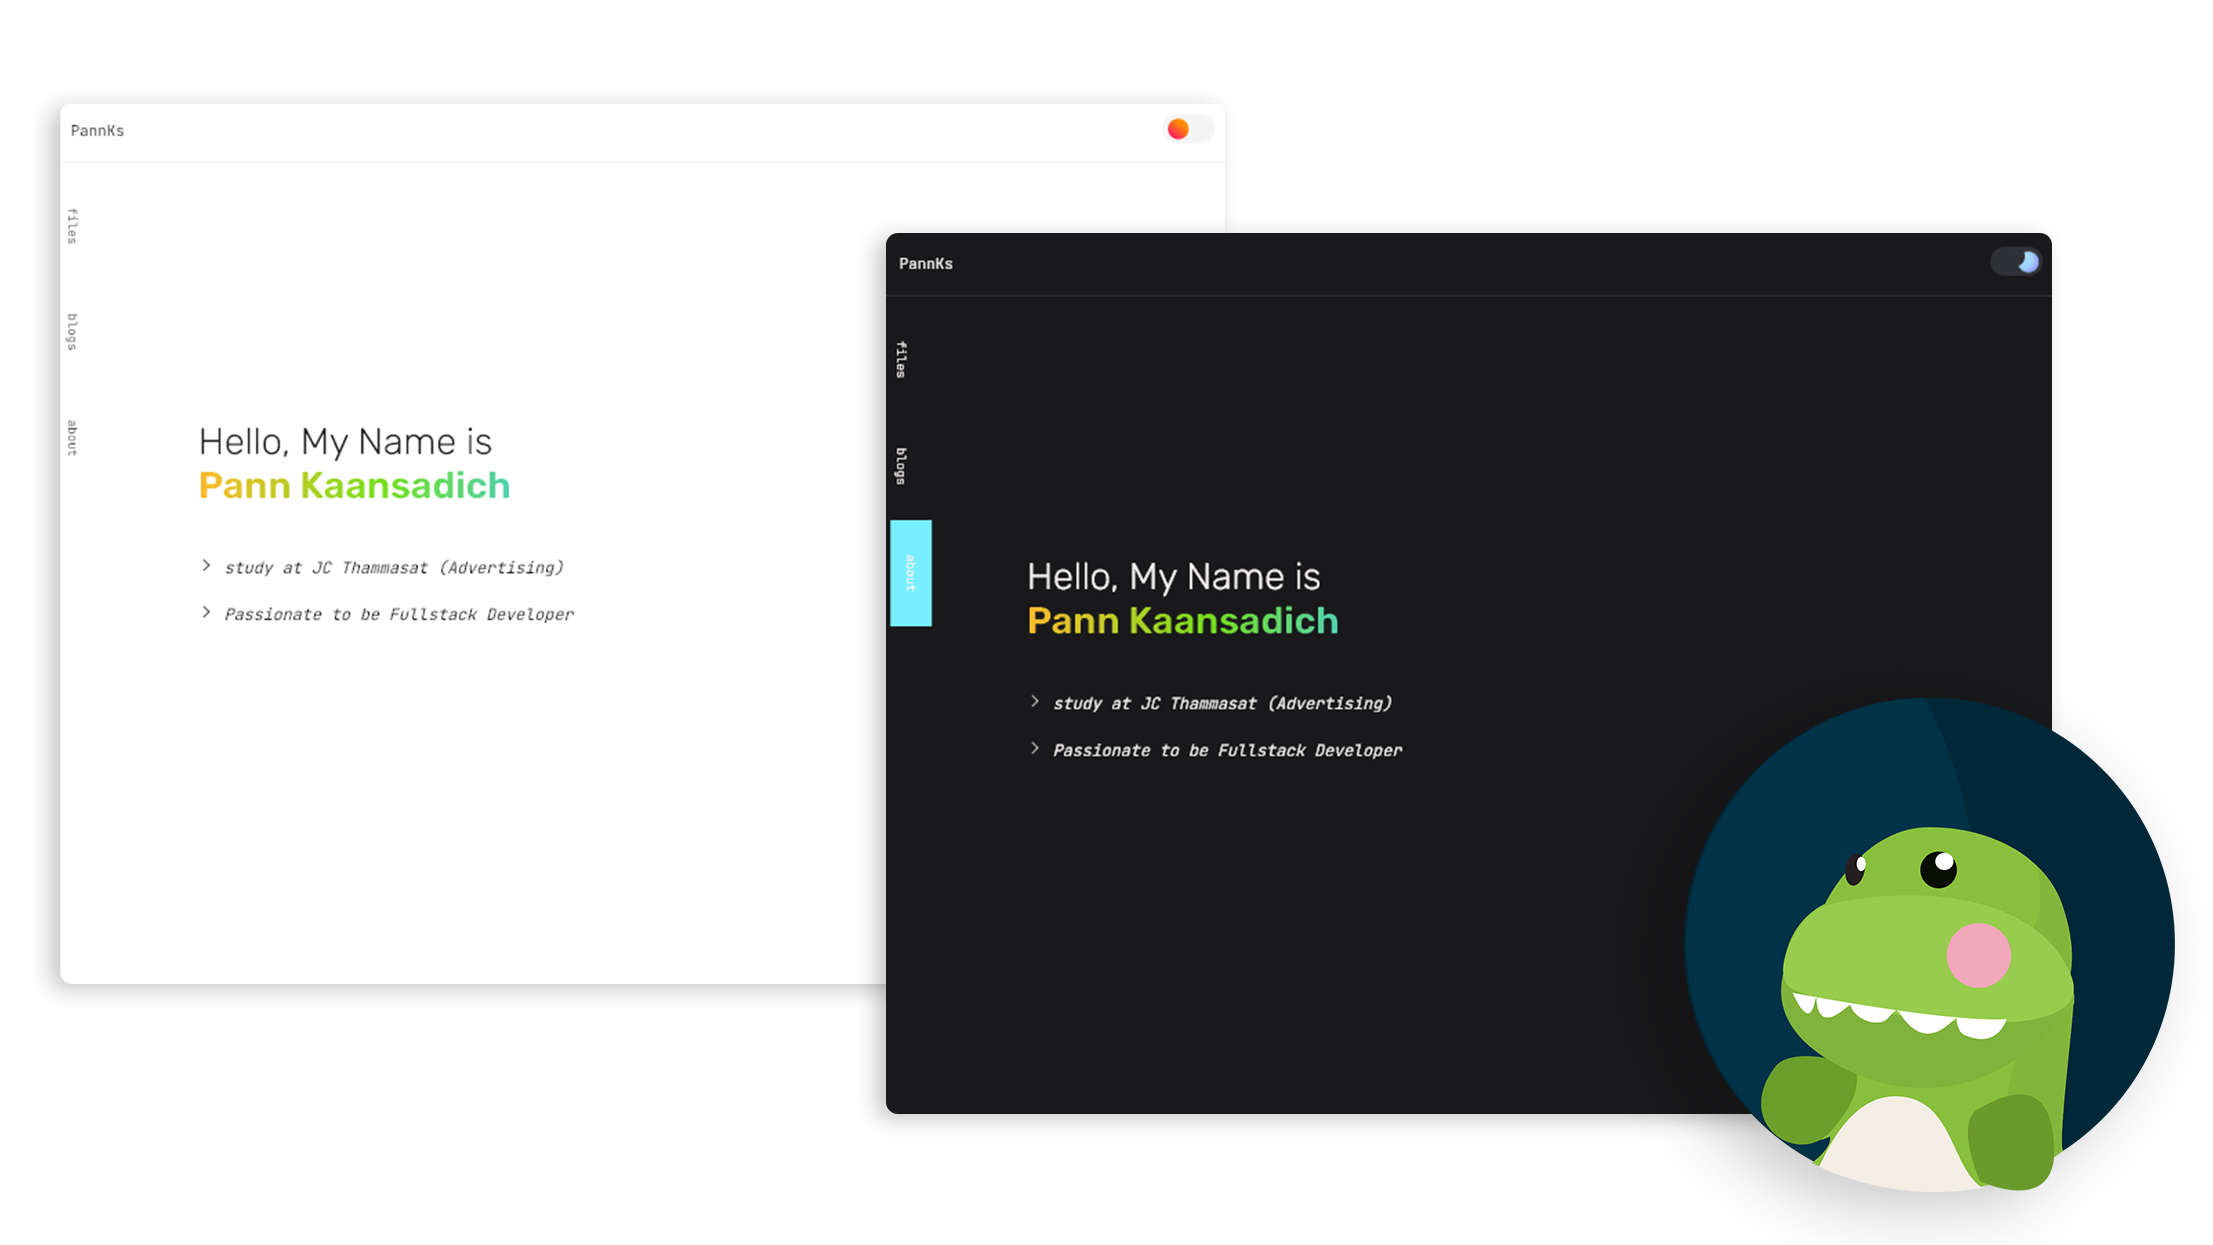 PannKs
files
blogs
about
Hello, My Name is
Pann Kaansadich
> study at JC Thammasat (Advertising)
> Passionate to be Fullstack Developer
PannKs
files
blogs
about
Hello, My Name is
Pann Kaansadich
> study at JC Thammasat (Advertising)
> Passionate to be Fullstack Developer